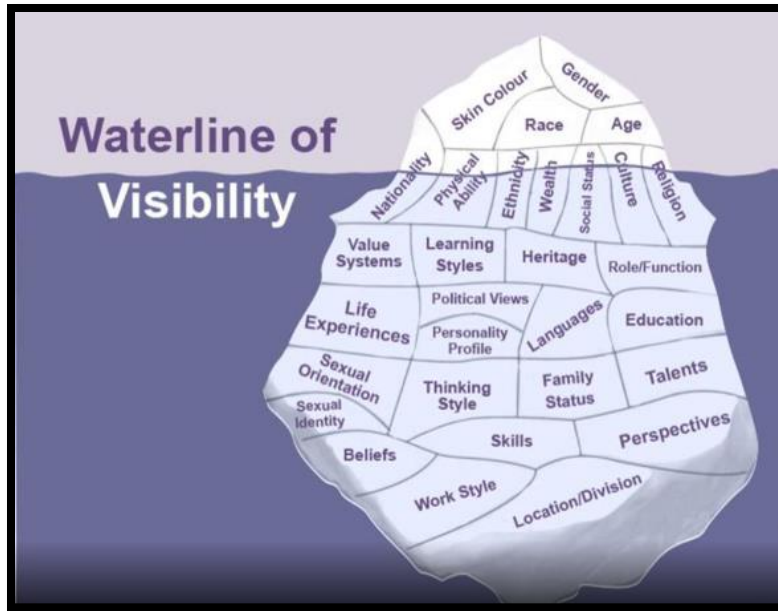 Waterline of
Visibility
Skin Colour
Gender
Race
Age
Nationality
Physical
Ability
Ethnicity
Wealth
Social Status
Culture
Religion
Value
Systems
Learning
Styles
Heritage
Role/Function
Life
Experiences
Political Views
Personality
Profile
Languages
Education
Sexual
Orientation
Thinking
Style
Family
Status
Talents
Sexual
Identity
Beliefs
Skills
Perspectives
Work Style
Location/Division